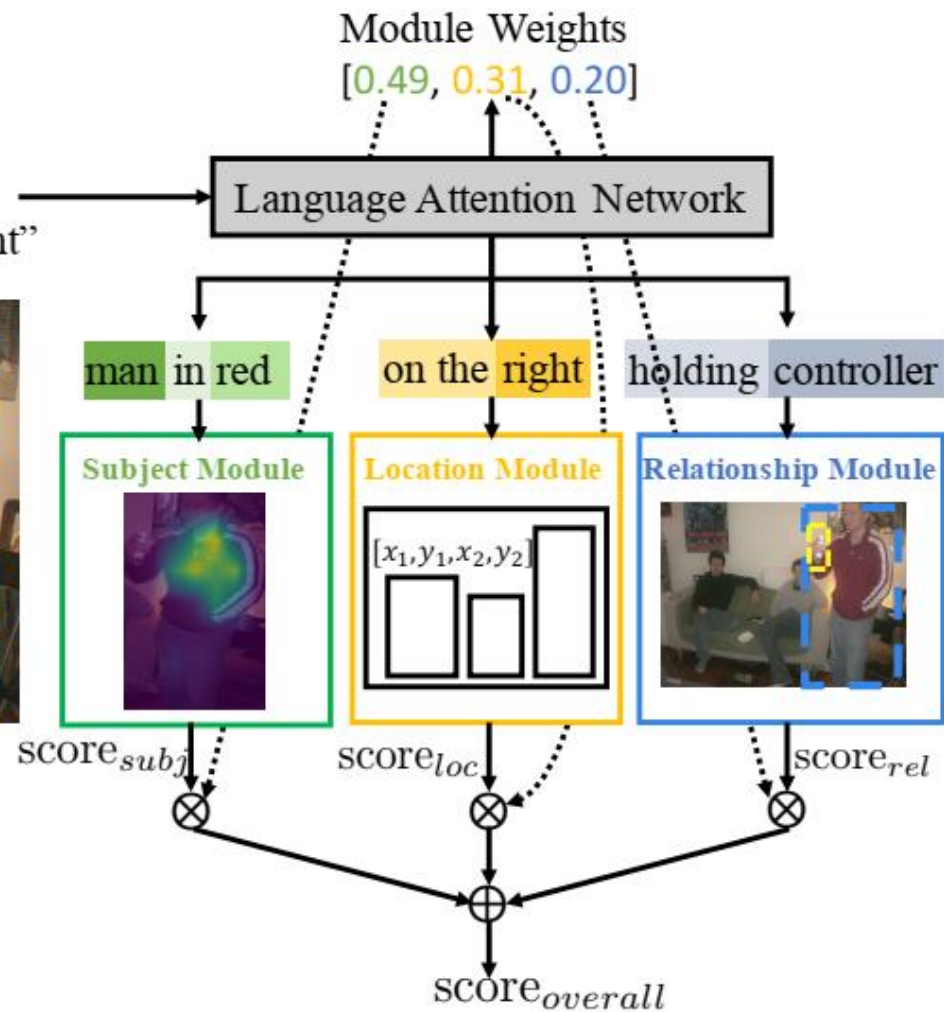 Module Weights
[0.49, 0.31, 0.20]
Language Attention Network
man in red
on the right
holding controller
Subject Module
Location Module
Relationship Module
[x₁,y₁,x₂,y₂]
score_subj
score_loc
score_rel
score_overall